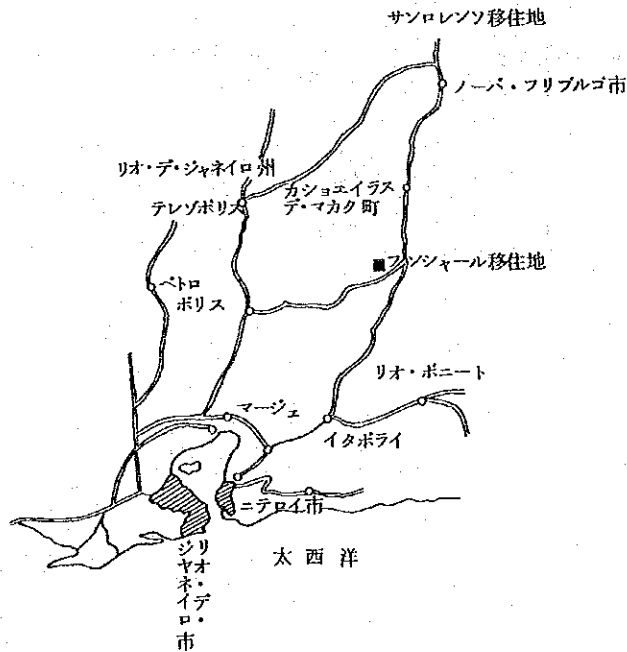 サンロレンソ移住地
ノーバ・フリブルゴ市
リオ・デ・ジャネイロ州
カショエイラス
デ・マカク町
テレゾポリス
フンシャール移住地
ペトロ
ポリス
リオ・ボニート
マージェ
イタボライ
ニテロイ市
太西洋
リオ・デ・
ジャネイロ市